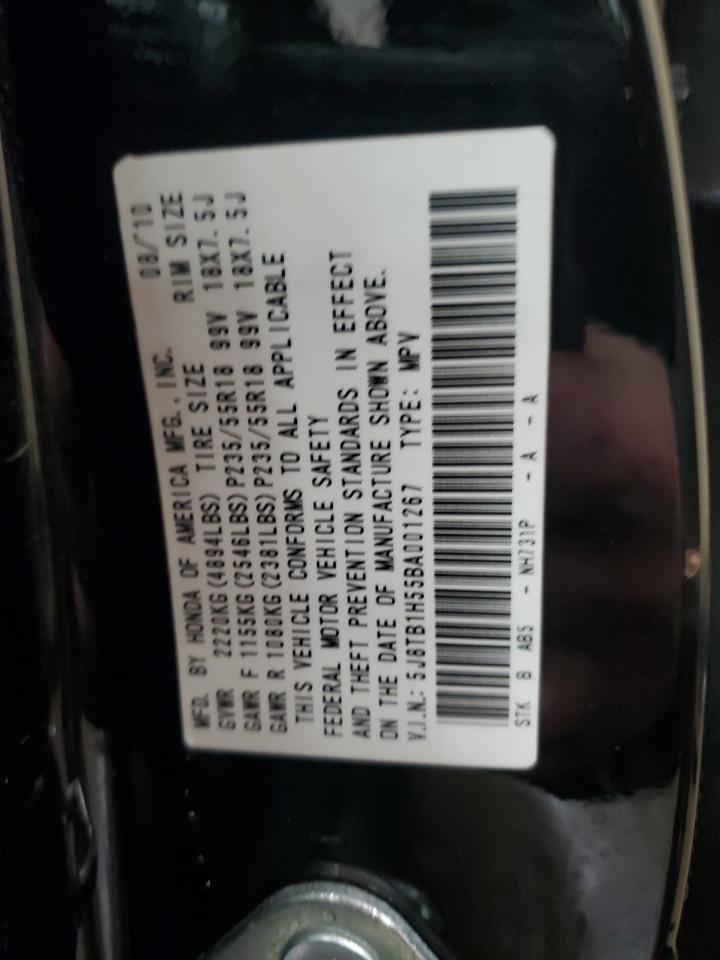 MFD. BY HONDA OF AMERICA MFG., INC. 08/10
GVWR 2220KG(4894LBS) TIRE SIZE RIM SIZE
GAWR F 1155KG(2546LBS)P235/55R18 99V 18X7.5J
GAWR R 1080KG(2381LBS)P235/55R18 99V 18X7.5J
THIS VEHICLE CONFORMS TO ALL APPLICABLE
FEDERAL MOTOR VEHICLE SAFETY
AND THEFT PREVENTION STANDARDS IN EFFECT
ON THE DATE OF MANUFACTURE SHOWN ABOVE.
V.I.N.: 5J8TB1H55BA001267 TYPE: MPV
STK B AB5 - NH731P - A - A